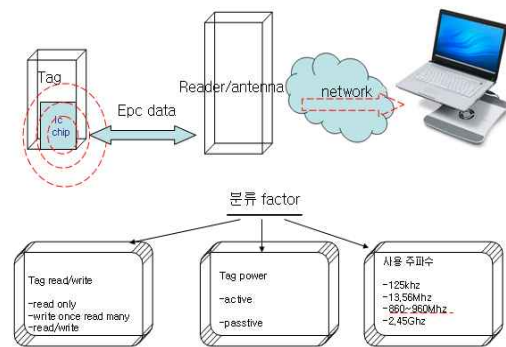 Tag
Ic
chip
Epc data
Reader/antenna
network
분류 factor
Tag read/write
-read only
-write once read many
-read/write
Tag power
-active
-passtive
사용 주파수
-125khz
-13,56Mhz
-860~960Mhz
-2,45Ghz